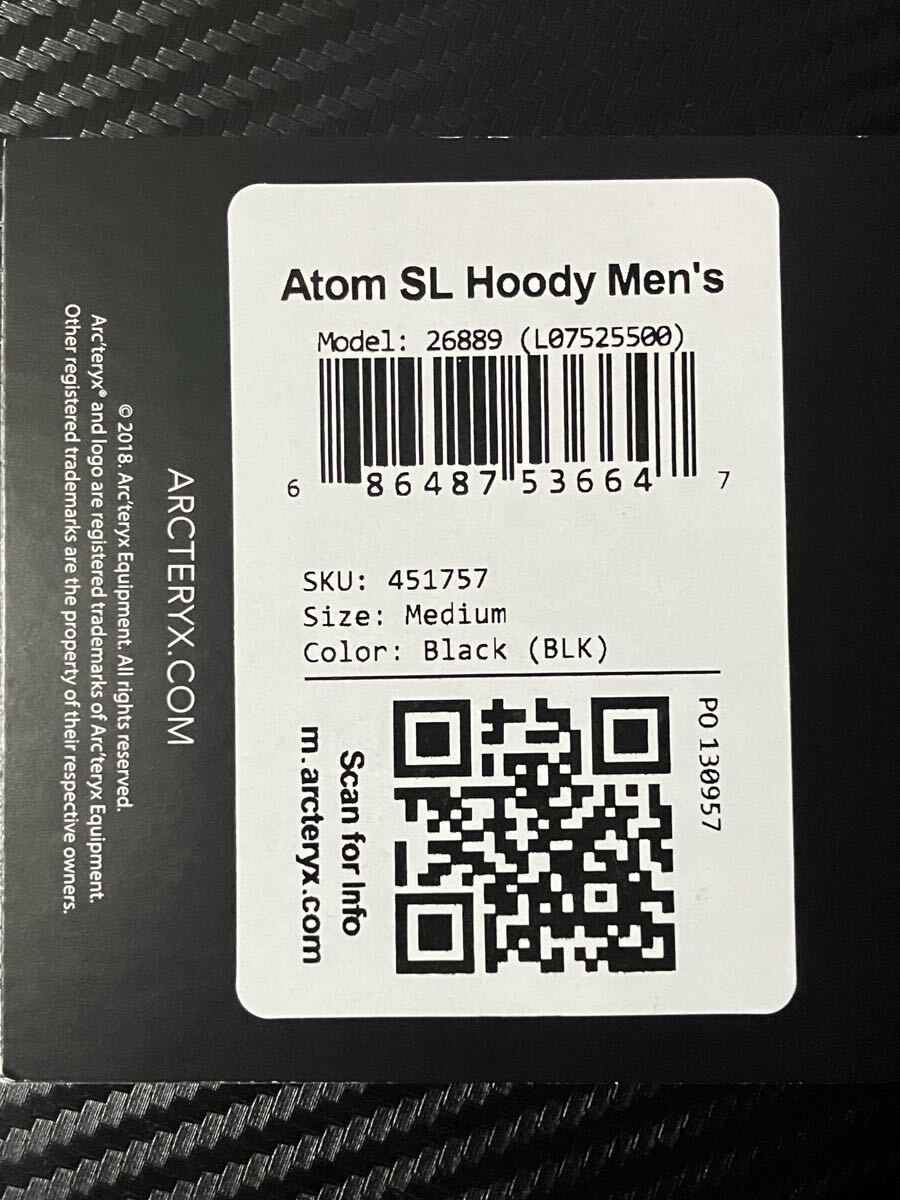 Atom SL Hoody Men's
Model: 26889 (L07525500)
6 86487 53664 7
SKU: 451757
Size: Medium
Color: Black (BLK)
PO 130957
Scan for Info
m.arcteryx.com
ARCTERYX.COM
© 2018. Arc'teryx Equipment. All rights reserved.
Arc'teryx® and logo are registered trademarks of Arc'teryx Equipment.
Other registered trademarks are the property of their respective owners.